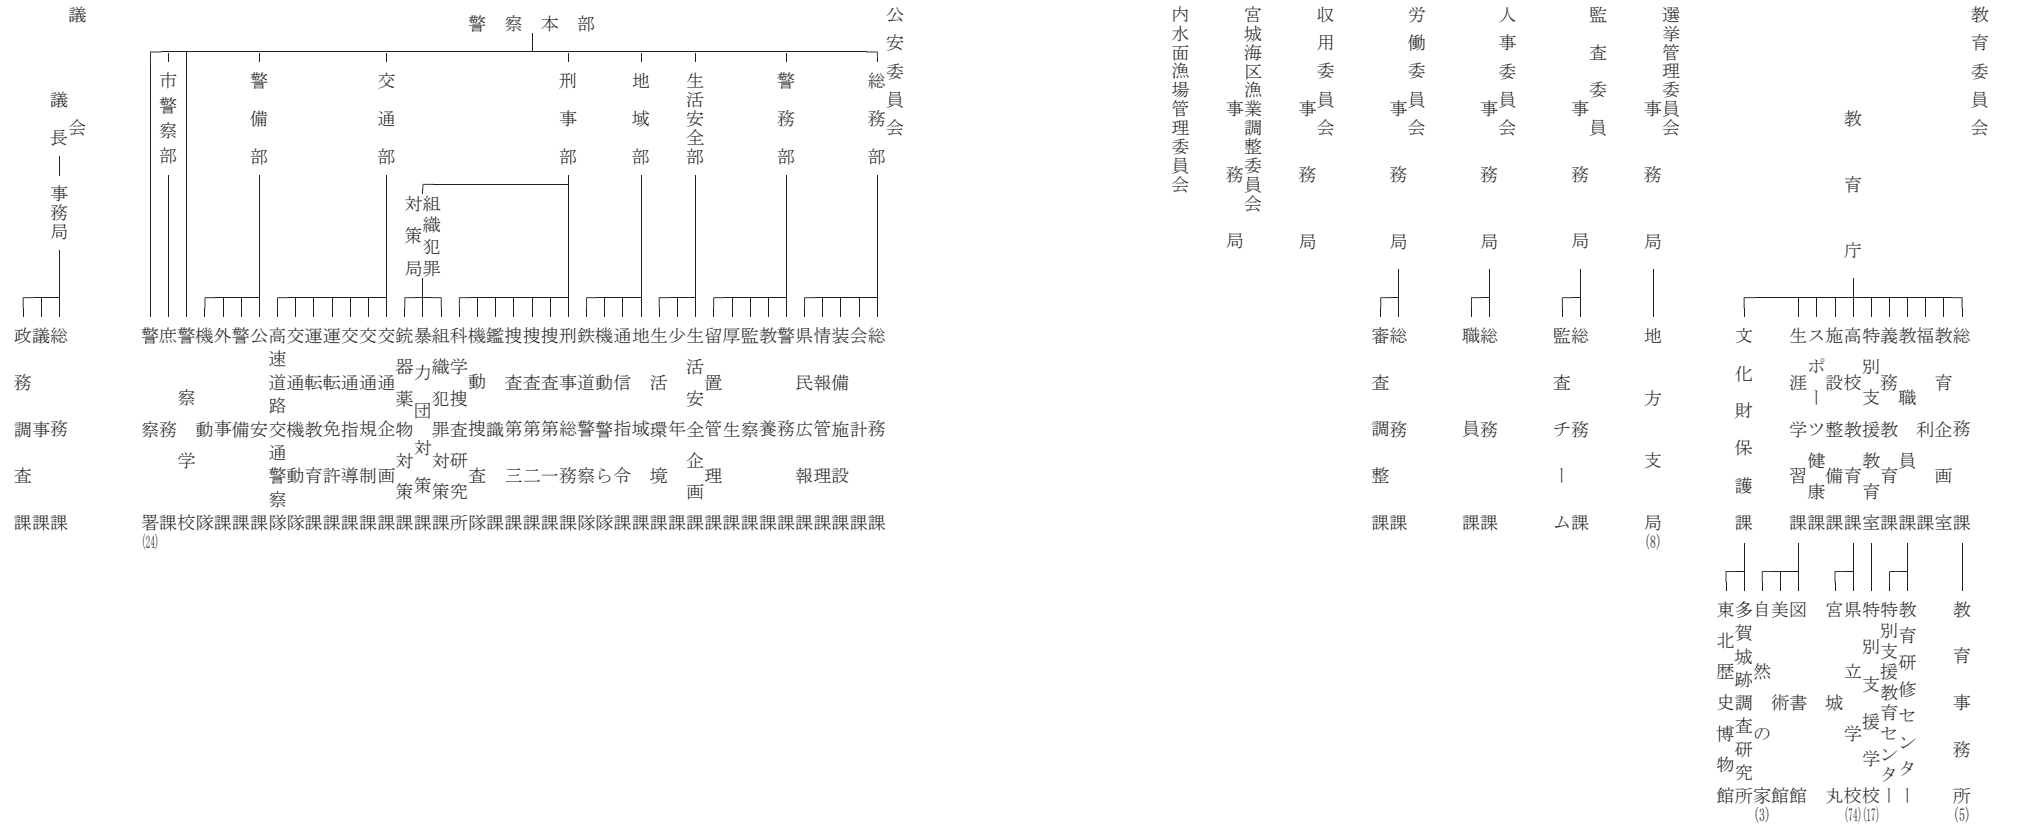 教育委員会
教育庁
総務課
教育企画室
福利課
教職員課
義務教育課
特別支援教育室
高校教育課
施設整備課
スポーツ健康課
生涯学習課
文化財保護課
教育事務所(5)
教育研修センター
特別支援教育センター
特別支援学校(17)
県立学校(74)
宮城丸
図書館
美術館
自然の家(3)
多賀城跡調査研究所
東北歴史博物館
選挙管理委員会
事務局
地方支局(8)
監査委員
事務局
総務課
監査チーム
人事委員会
事務局
総務課
職員課
労働委員会
事務局
総務課
審査調整課
収用委員会
事務局
宮城海区漁業調整委員会
事務局
内水面漁場管理委員会
公安委員会
警察本部
総務部
総務課
会計課
装備施設課
情報管理課
県民広報課
警務部
警務課
教養課
監察課
厚生課
留置管理課
生活安全部
生活安全企画課
少年課
生活環境課
地域部
地域課
通信指令課
機動警ら隊
鉄道警察隊
刑事部
刑事総務課
捜査第一課
捜査第二課
捜査第三課
鑑識課
機動捜査隊
科学捜査研究所
組織犯罪
対策局
組織犯罪対策課
暴力団対策課
銃器薬物対策課
交通部
交通企画課
交通規制課
交通指導課
運転免許課
運転教育課
交通機動隊
高速道路交通警察隊
警備部
公安課
警備課
外事課
機動隊
警察学校
市警察部
庶務課
警察署(24)
議会
議長
事務局
総務課
議事課
政務調査課